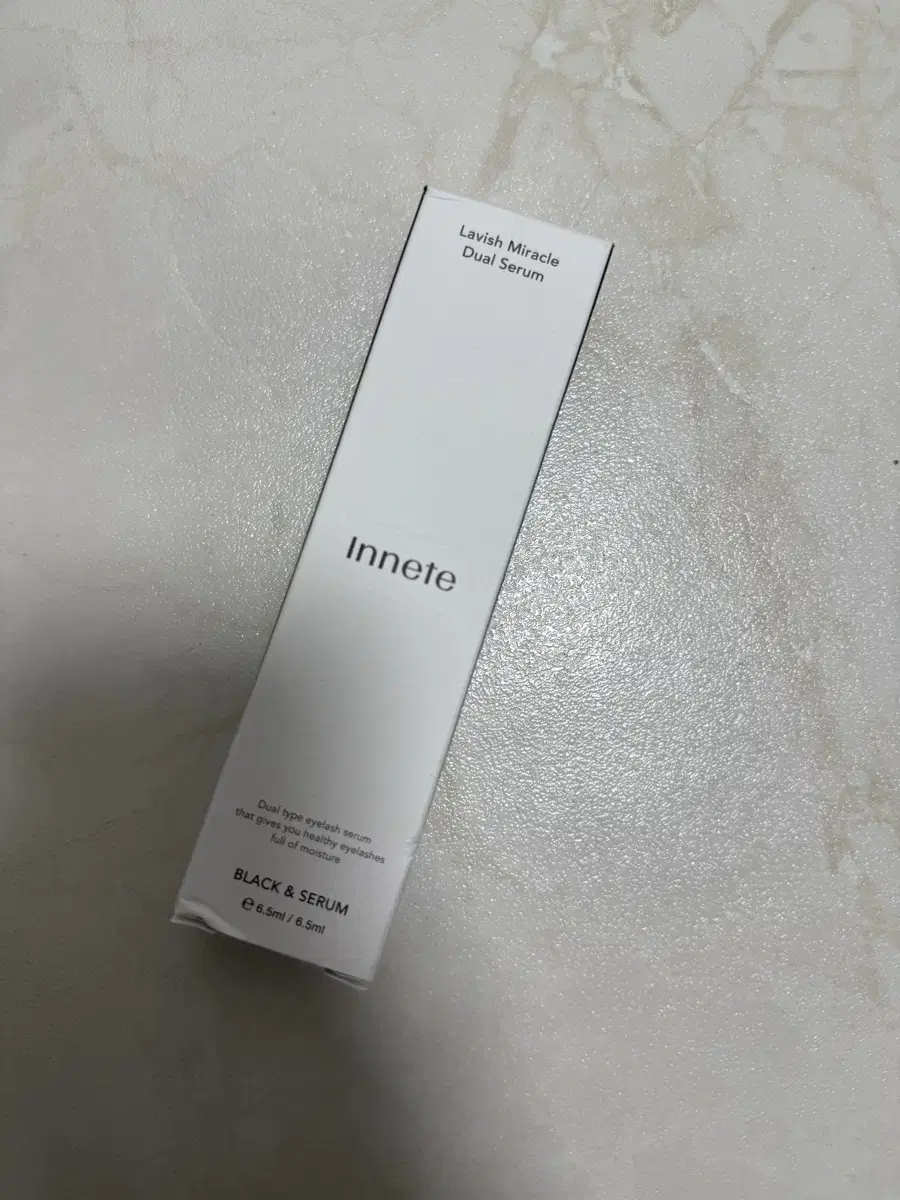 Lavish Miracle
Dual Serum
Innete
Dual type eyelash serum
that gives you healthy eyelashes
full of moisture
BLACK & SERUM
℮ 6.5ml / 6.5ml